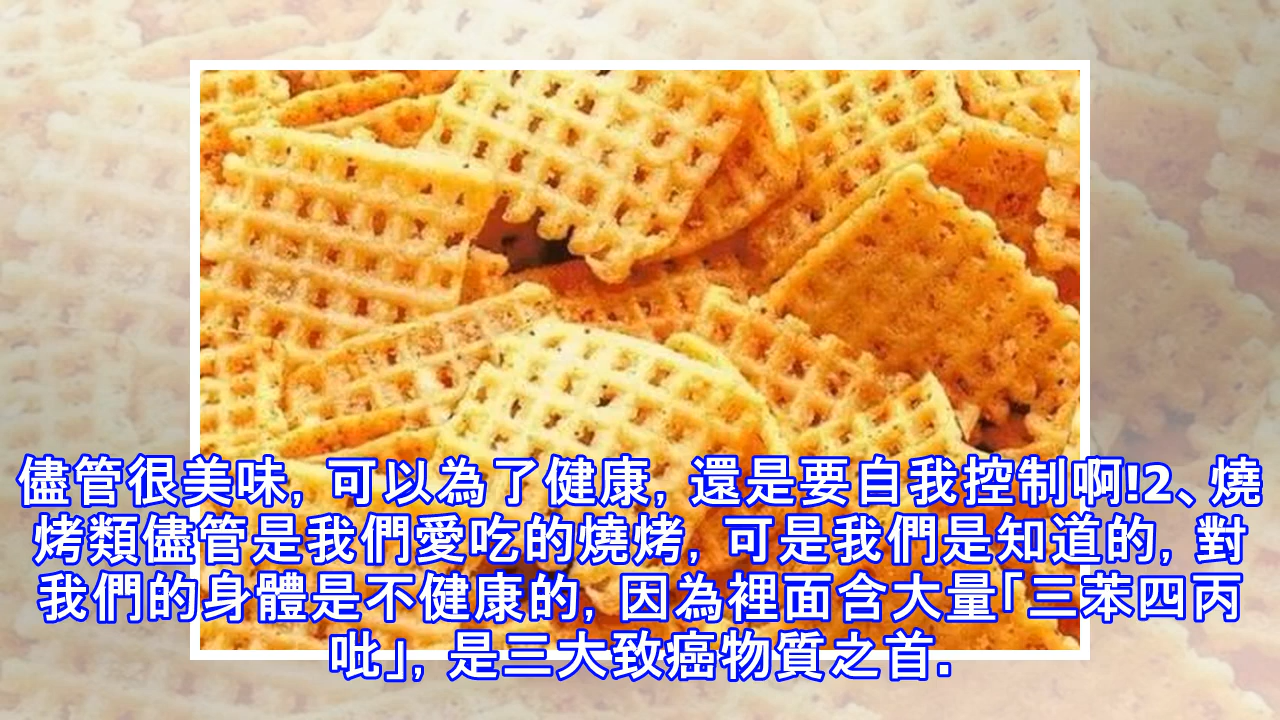 儘管很美味, 可以為了健康, 還是要自我控制啊!2、燒
烤類儘管是我們愛吃的燒烤, 可是我們是知道的, 對
我們的身體是不健康的, 因為裡面含大量「三苯四丙
吡」, 是三大致癌物質之首.